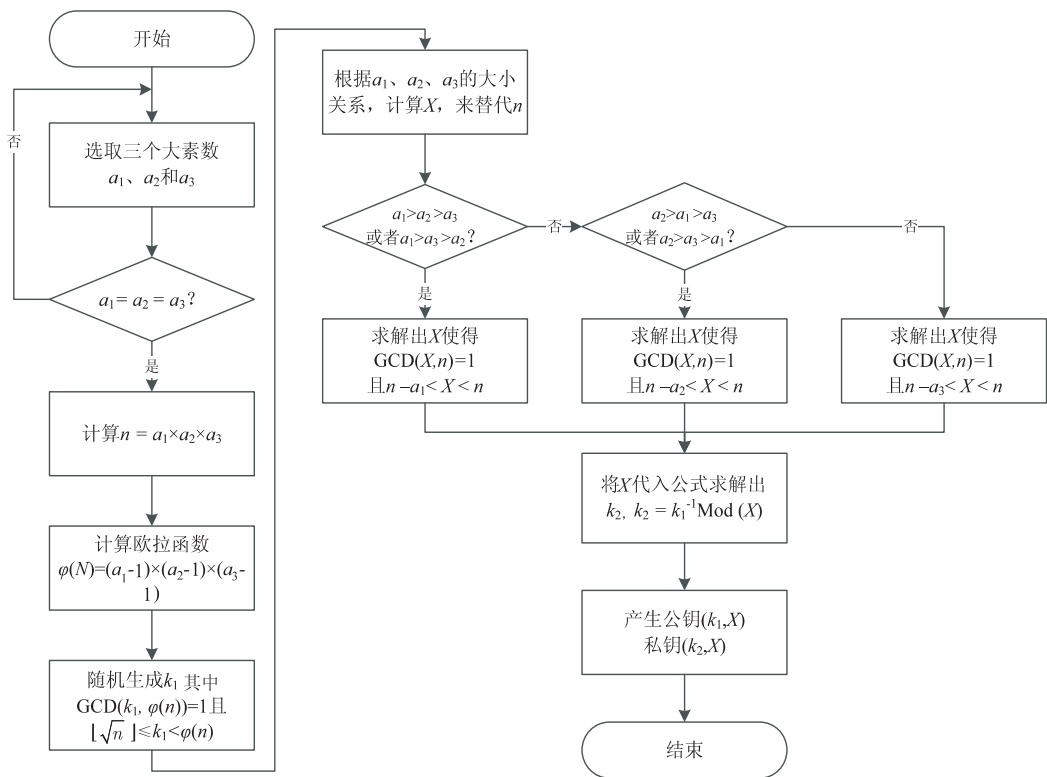 开始
否
选取三个大素数
a₁、a₂和a₃
a₁= a₂ = a₃?
是
计算n = a₁×a₂×a₃
计算欧拉函数
φ(N)=(a₁-1)×(a₂-1)×(a₃-
1)
随机生成k₁ 其中
GCD(k₁, φ(n))=1且
⌊√n⌋≤k₁<φ(n)
根据a₁、a₂、a₃的大小
关系，计算X，来替代n
a₁>a₂>a₃
或者a₁>a₃>a₂?
否
a₂>a₁>a₃
或者a₂>a₃>a₁?
否
是
是
求解出X使得
GCD(X,n)=1
且n –a₁< X < n
求解出X使得
GCD(X,n)=1
且n –a₂< X < n
求解出X使得
GCD(X,n)=1
且n –a₃< X < n
将X代入公式求解出
k₂, k₂ = k₁⁻¹Mod (X)
产生公钥(k₁,X)
私钥(k₂,X)
结束